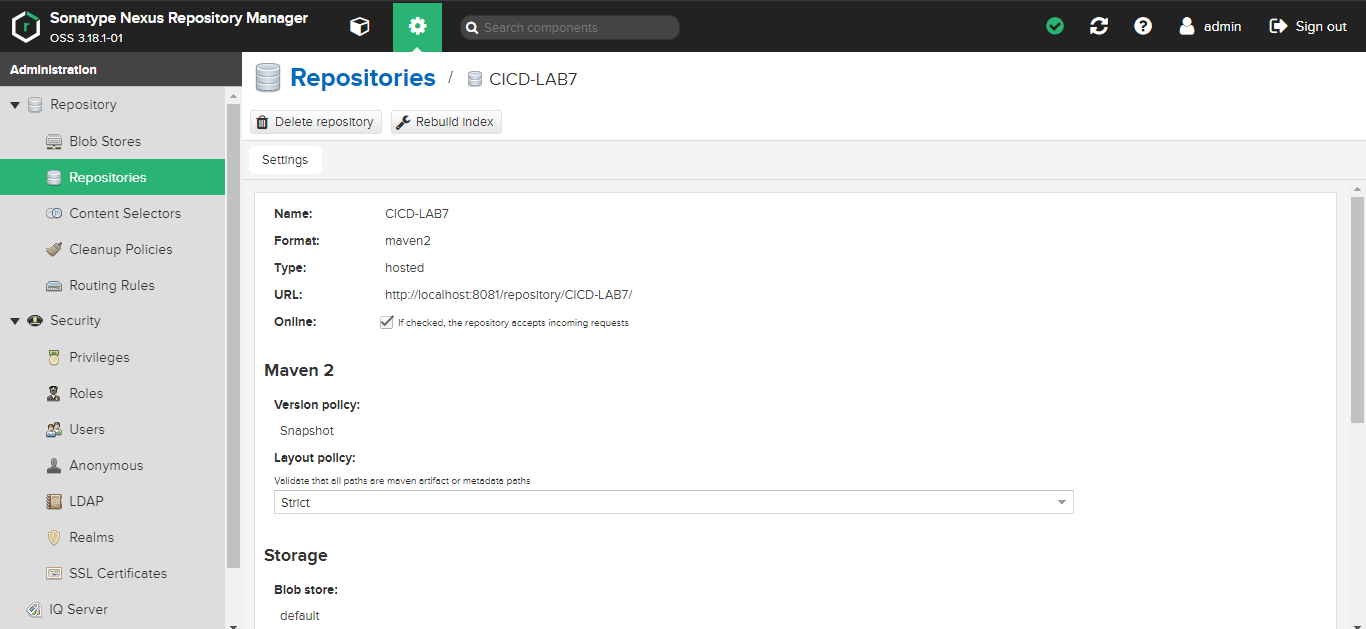 Sonatype Nexus Repository Manager
OSS 3.18.1-01
Search components
admin
Sign out
Administration
Repository
Blob Stores
Repositories
Content Selectors
Cleanup Policies
Routing Rules
Security
Privileges
Roles
Users
Anonymous
LDAP
Realms
SSL Certificates
IQ Server
Repositories / CICD-LAB7
Delete repository Rebuild index
Settings
Name: CICD-LAB7
Format: maven2
Type: hosted
URL: http://localhost:8081/repository/CICD-LAB7/
Online: If checked, the repository accepts incoming requests
Maven 2
Version policy:
Snapshot
Layout policy:
Validate that all paths are maven artifact or metadata paths
Strict
Storage
Blob store:
default